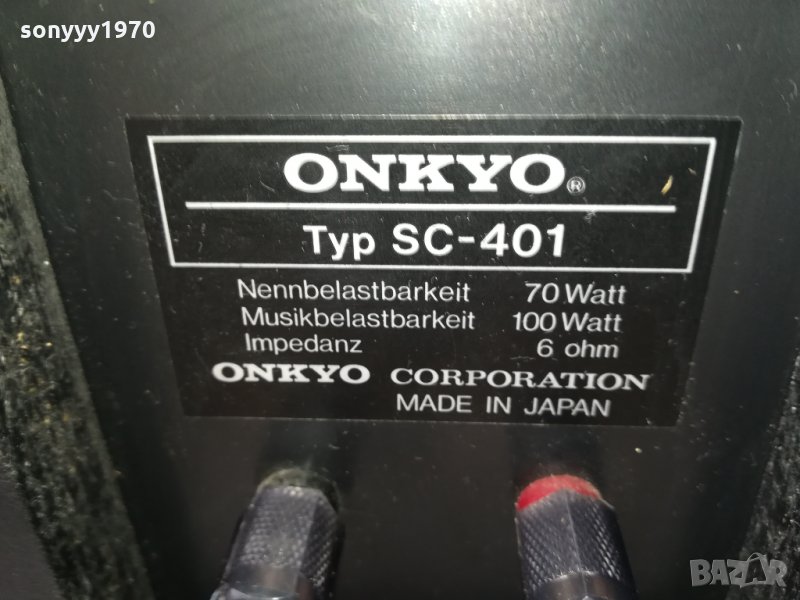 sonyyy1970
ONKYO®
Typ SC-401
Nennbelastbarkeit 70 Watt
Musikbelastbarkeit 100 Watt
Impedanz 6 ohm
ONKYO CORPORATION
MADE IN JAPAN
BAZAR